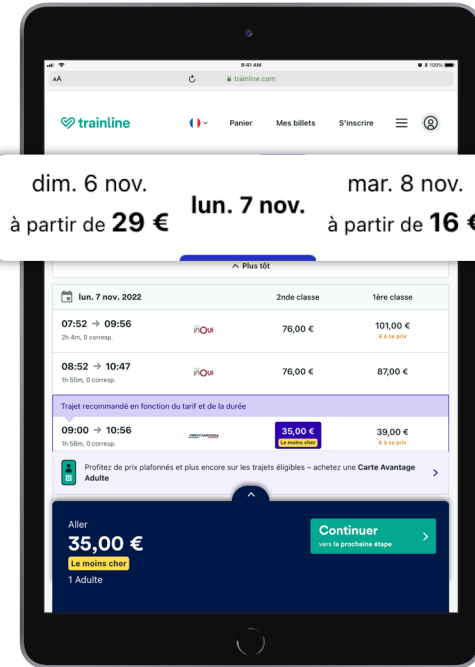 9:41 AM
100%
AA
trainline.com
trainline
Panier
Mes billets
S'inscrire
dim. 6 nov.
à partir de 29 €
lun. 7 nov.
mar. 8 nov.
à partir de 16 €
Plus tôt
lun. 7 nov. 2022
2nde classe
1ère classe
07:52 → 09:56
2h 4m, 0 corresp.
inOui
76,00 €
101,00 €
4 à ce prix
08:52 → 10:47
1h 55m, 0 corresp.
inOui
76,00 €
87,00 €
Trajet recommandé en fonction du tarif et de la durée
09:00 → 10:56
1h 56m, 0 corresp.
FRECCIAROSSA
35,00 €
Le moins cher
39,00 €
6 à ce prix
Profitez de prix plafonnés et plus encore sur les trajets éligibles – achetez une Carte Avantage
Adulte
Aller
35,00 €
Le moins cher
1 Adulte
Continuer
vers la prochaine étape